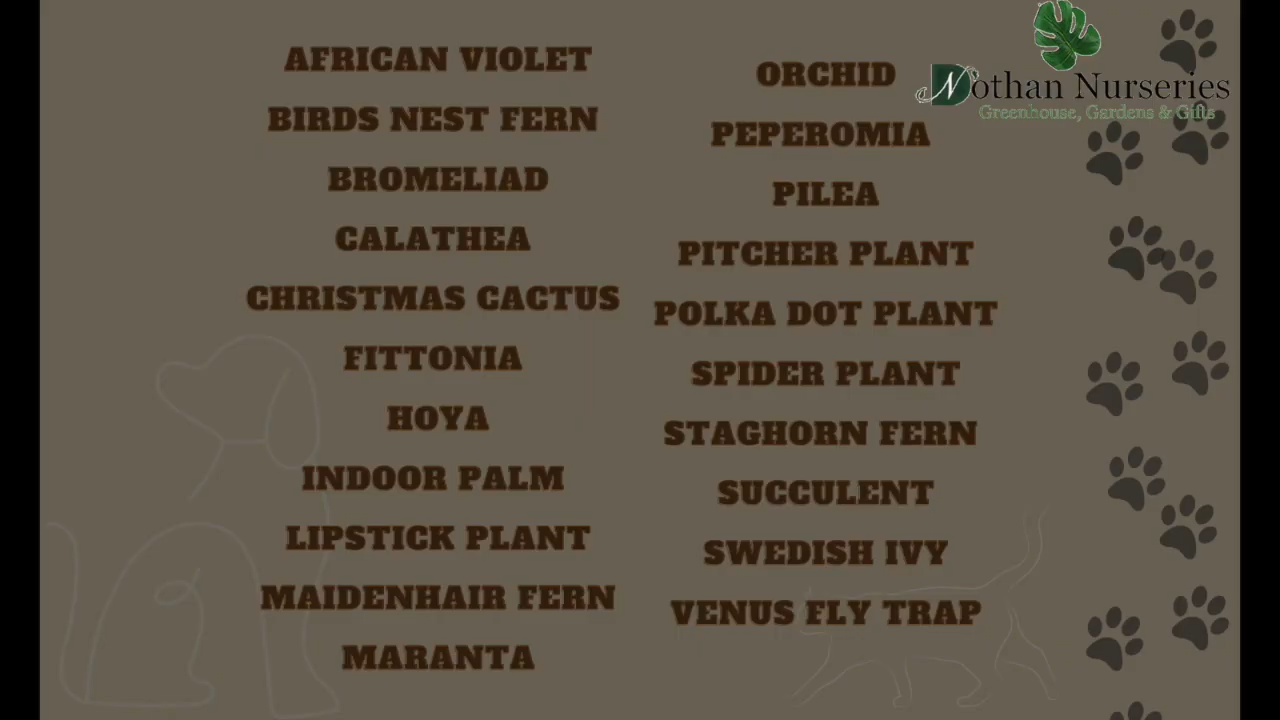 AFRICAN VIOLET
BIRDS NEST FERN
BROMELIAD
CALATHEA
CHRISTMAS CACTUS
FITTONIA
HOYA
INDOOR PALM
LIPSTICK PLANT
MAIDENHAIR FERN
MARANTA
ORCHID
PEPEROMIA
PILEA
PITCHER PLANT
POLKA DOT PLANT
SPIDER PLANT
STAGHORN FERN
SUCCULENT
SWEDISH IVY
VENUS FLY TRAP
Nothan Nurseries
Greenhouse, Gardens & Gifts